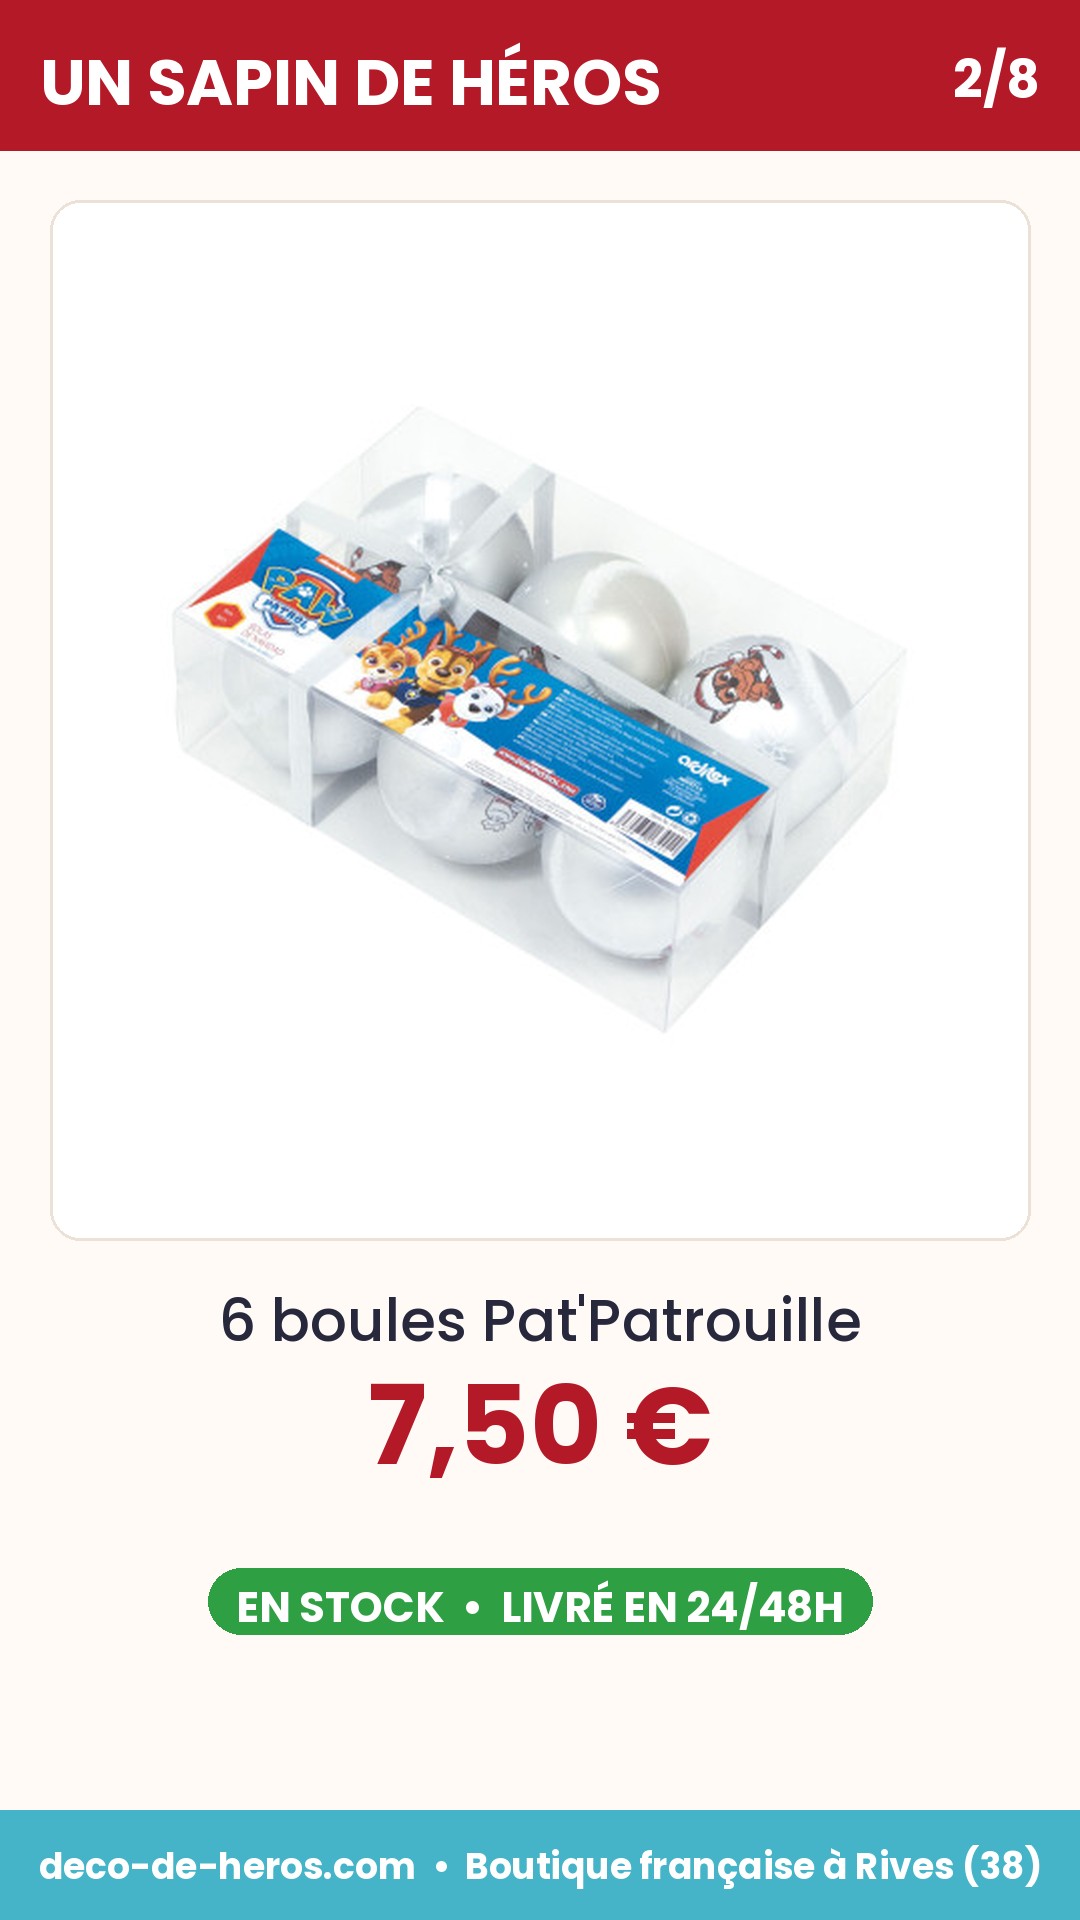 UN SAPIN DE HÉROS
2/8
PAW
PATROL
arditex
6 boules Pat'Patrouille
7,50 €
EN STOCK • LIVRÉ EN 24/48H
deco-de-heros.com • Boutique française à Rives (38)